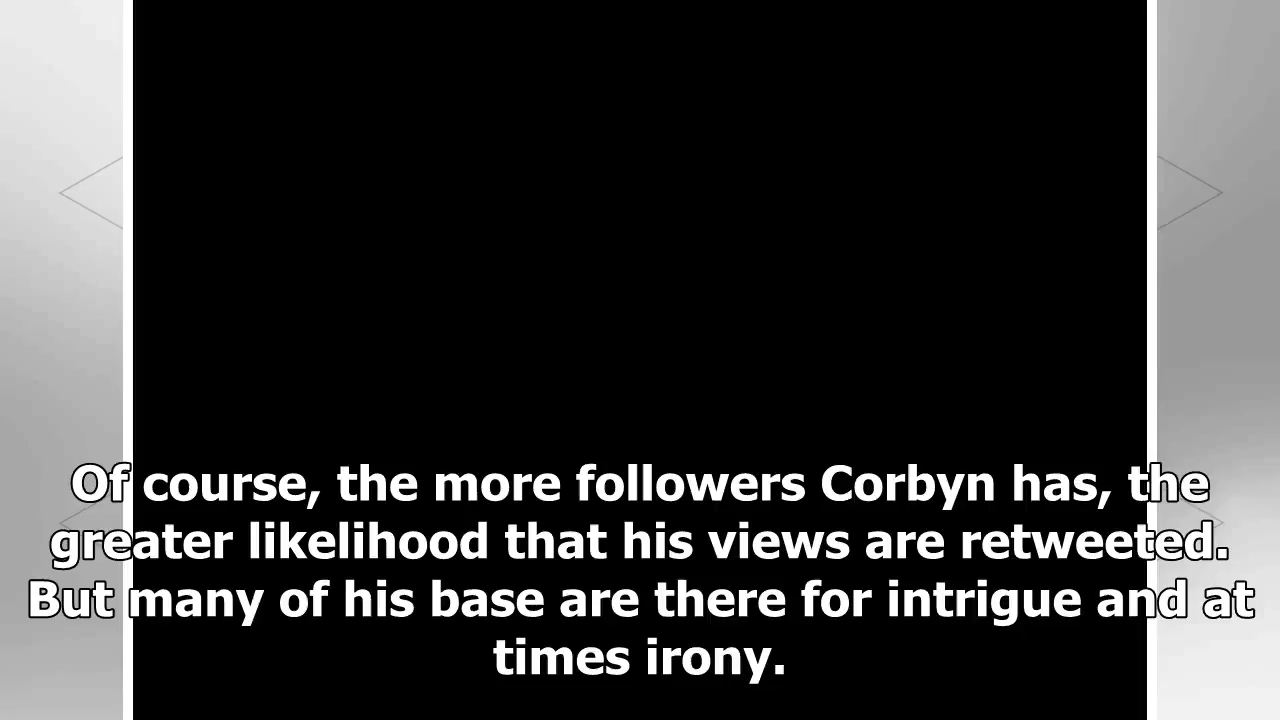 Of course, the more followers Corbyn has, the
greater likelihood that his views are retweeted.
But many of his base are there for intrigue and at
times irony.